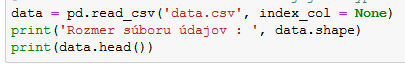 data = pd.read_csv('data.csv', index_col = None)
print('Rozmer súboru údajov : ', data.shape)
print(data.head())